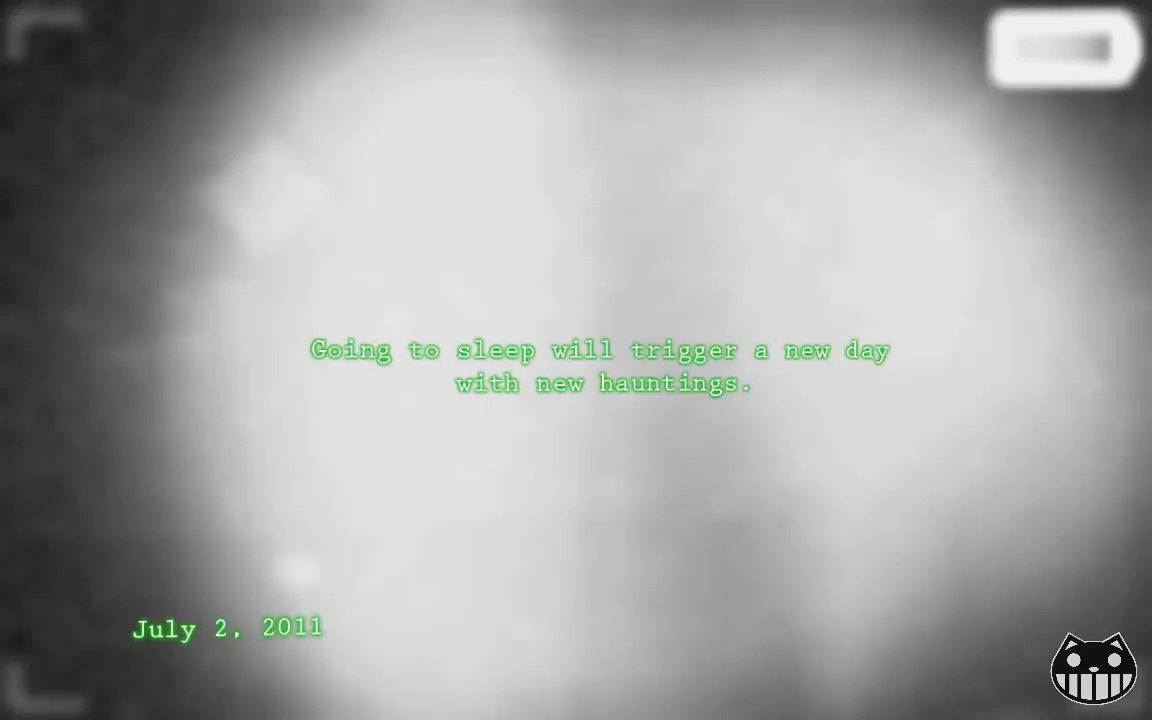 Going to sleep will trigger a new day
with new hauntings.
July 2, 2011